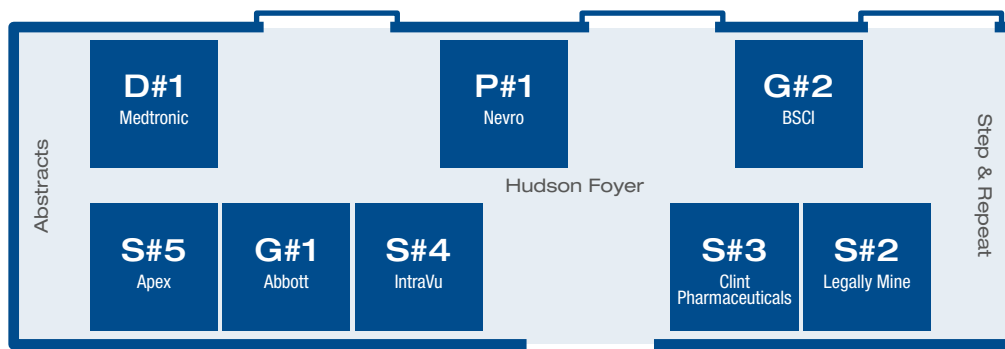 D#1
Medtronic
P#1
Nevro
G#2
BSCI
Abstracts
Hudson Foyer
Step & Repeat
S#5
Apex
G#1
Abbott
S#4
IntraVu
S#3
Clint
Pharmaceuticals
S#2
Legally Mine